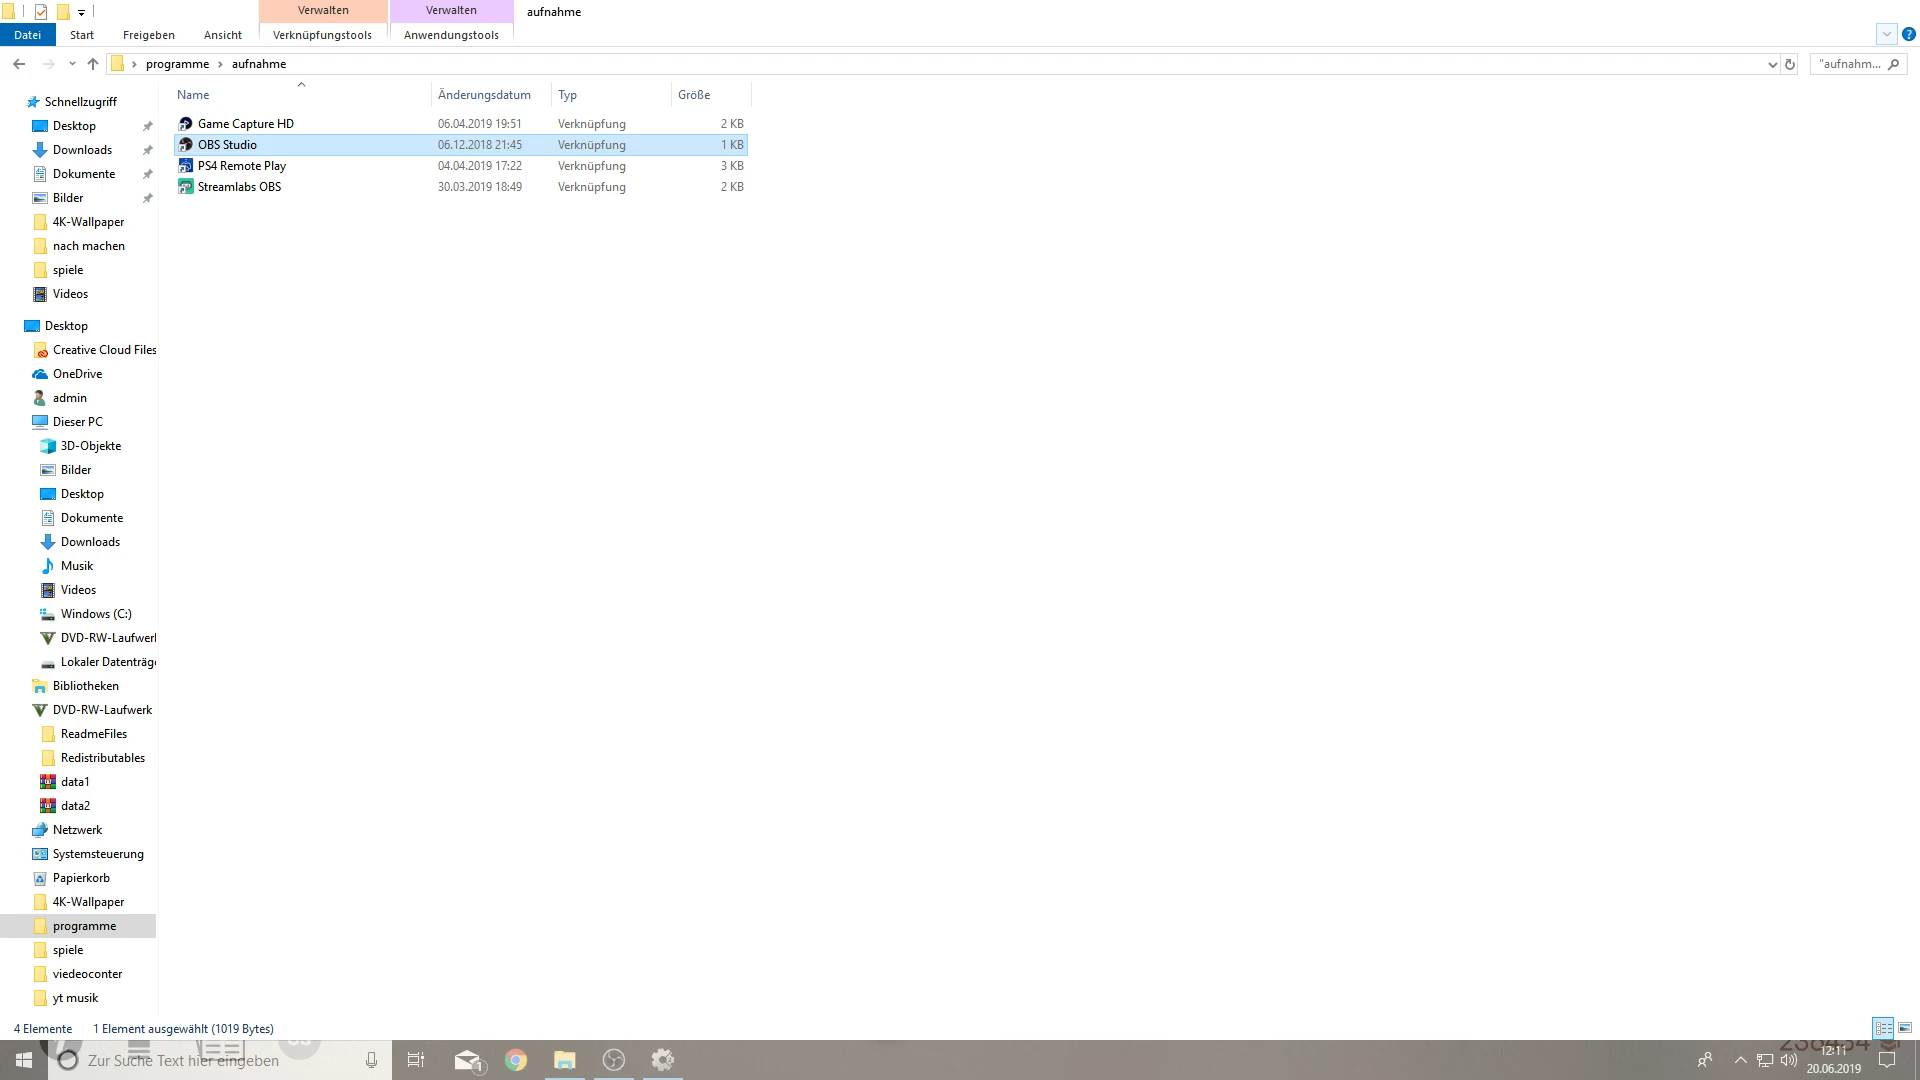 Verwalten
Verwalten
aufnahme
Datei
Start
Freigeben
Ansicht
Verknüpfungstools
Anwendungstools
programme
aufnahme
"aufnahm...
Name
Änderungsdatum
Typ
Größe
Game Capture HD 06.04.2019 19:51 Verknüpfung 2 KB
OBS Studio 06.12.2018 21:45 Verknüpfung 1 KB
PS4 Remote Play 04.04.2019 17:22 Verknüpfung 3 KB
Streamlabs OBS 30.03.2019 18:49 Verknüpfung 2 KB
Schnellzugriff
Desktop
Downloads
Dokumente
Bilder
4K-Wallpaper
nach machen
spiele
Videos
Desktop
Creative Cloud Files
OneDrive
admin
Dieser PC
3D-Objekte
Bilder
Desktop
Dokumente
Downloads
Musik
Videos
Windows (C:)
DVD-RW-Laufwerk
Lokaler Datenträge
Bibliotheken
DVD-RW-Laufwerk
ReadmeFiles
Redistributables
data1
data2
Netzwerk
Systemsteuerung
Papierkorb
4K-Wallpaper
programme
spiele
viedeoconter
yt musik
4 Elemente
1 Element ausgewählt (1019 Bytes)
Zur Suche Text hier eingeben
1
12:11
20.06.2019